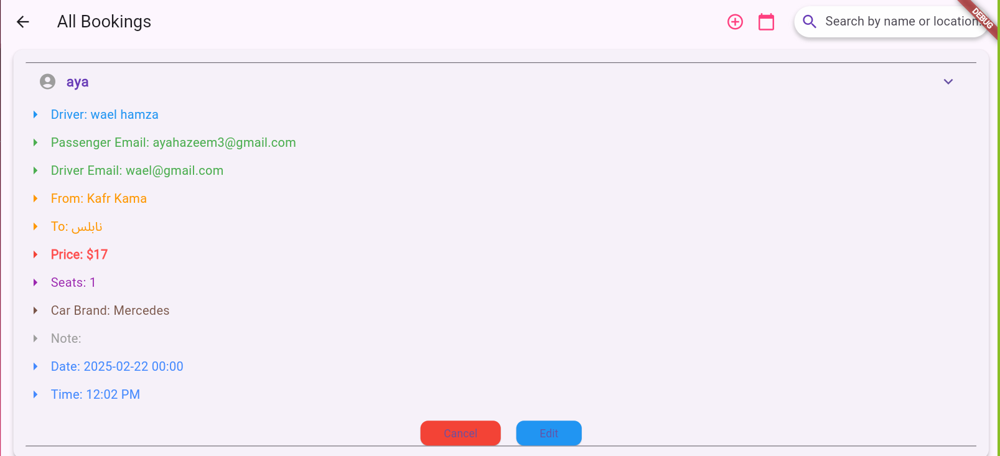 All Bookings
Search by name or location.
DEBUG
aya
Driver: wael hamza
Passenger Email: ayahazeem3@gmail.com
Driver Email: wael@gmail.com
From: Kafr Kama
To: نابلس
Price: $17
Seats: 1
Car Brand: Mercedes
Note:
Date: 2025-02-22 00:00
Time: 12:02 PM
Cancel
Edit